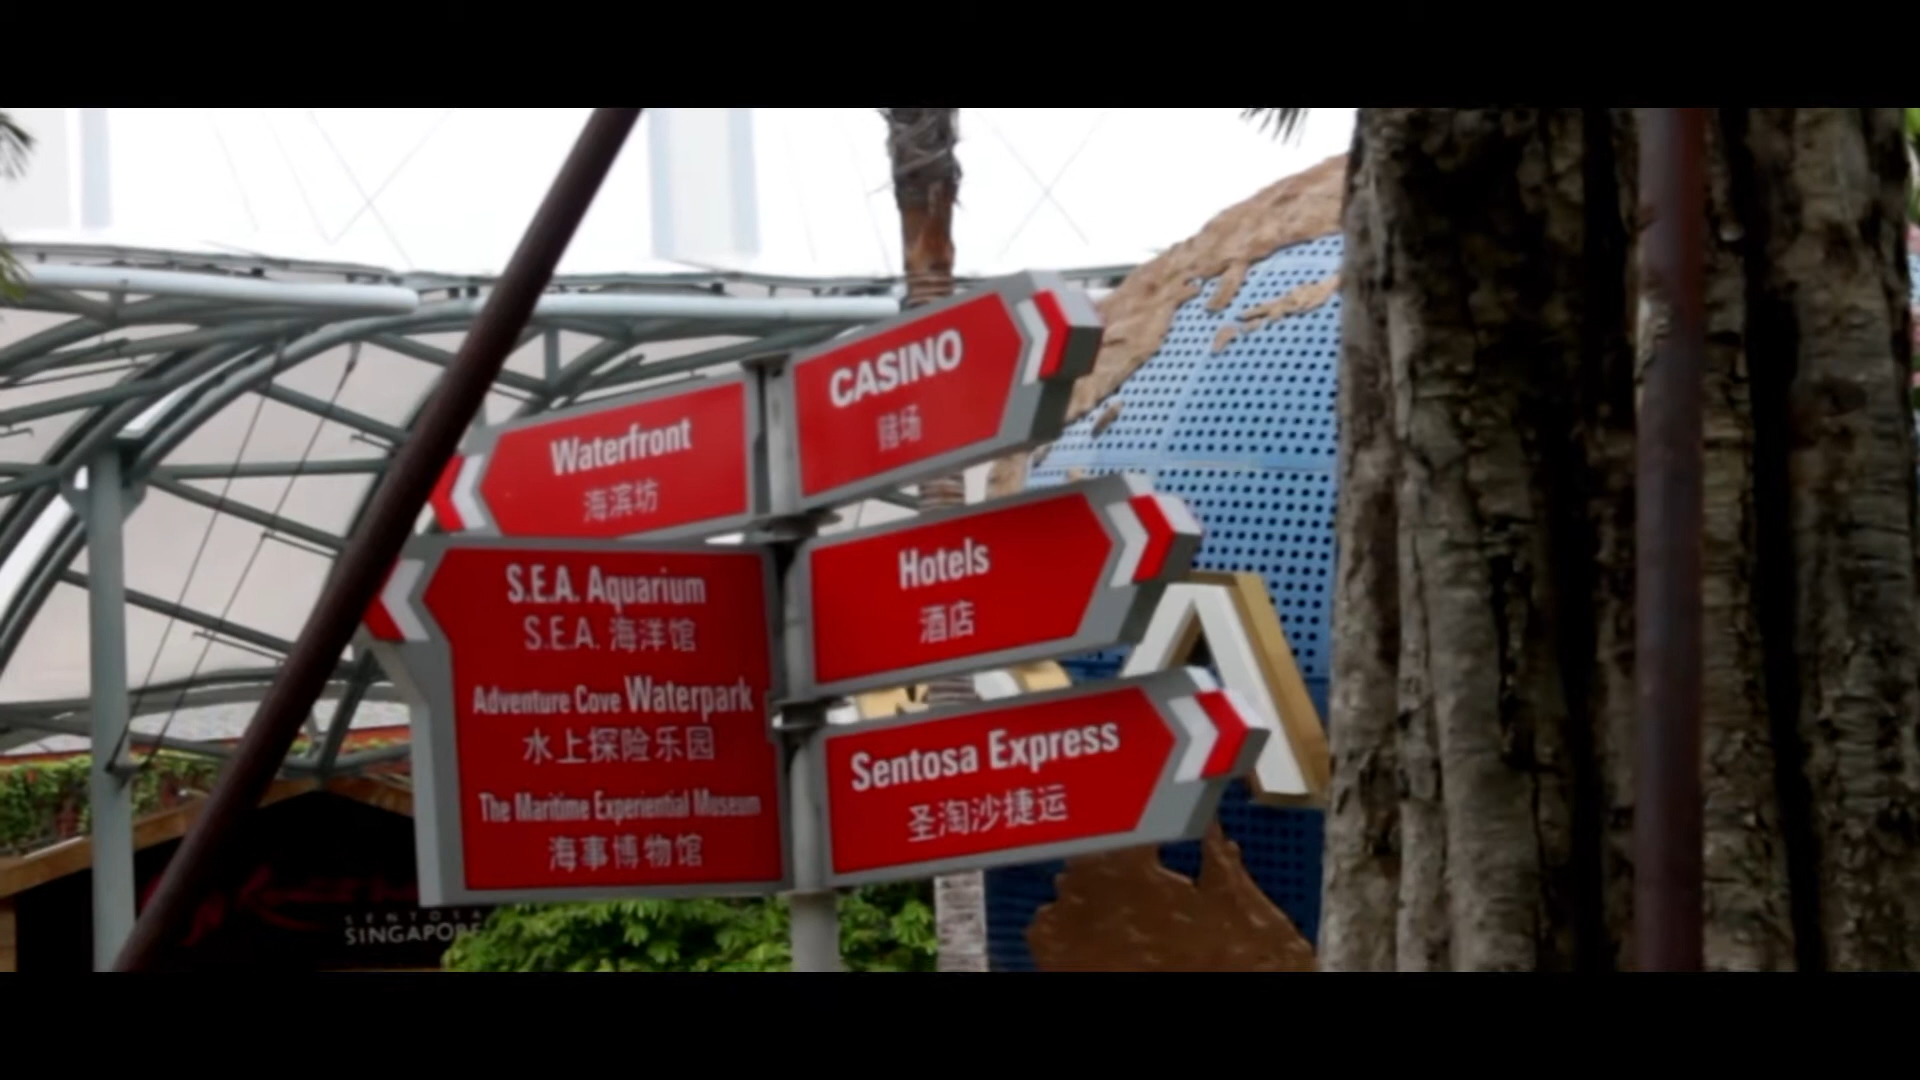 CASINO
赌场
Waterfront
海滨坊
Hotels
酒店
S.E.A. Aquarium
S.E.A. 海洋馆
Adventure Cove Waterpark
水上探险乐园
The Maritime Experiential Museum
海事博物馆
Sentosa Express
圣淘沙捷运
SENTOSA
SINGAPORE
A